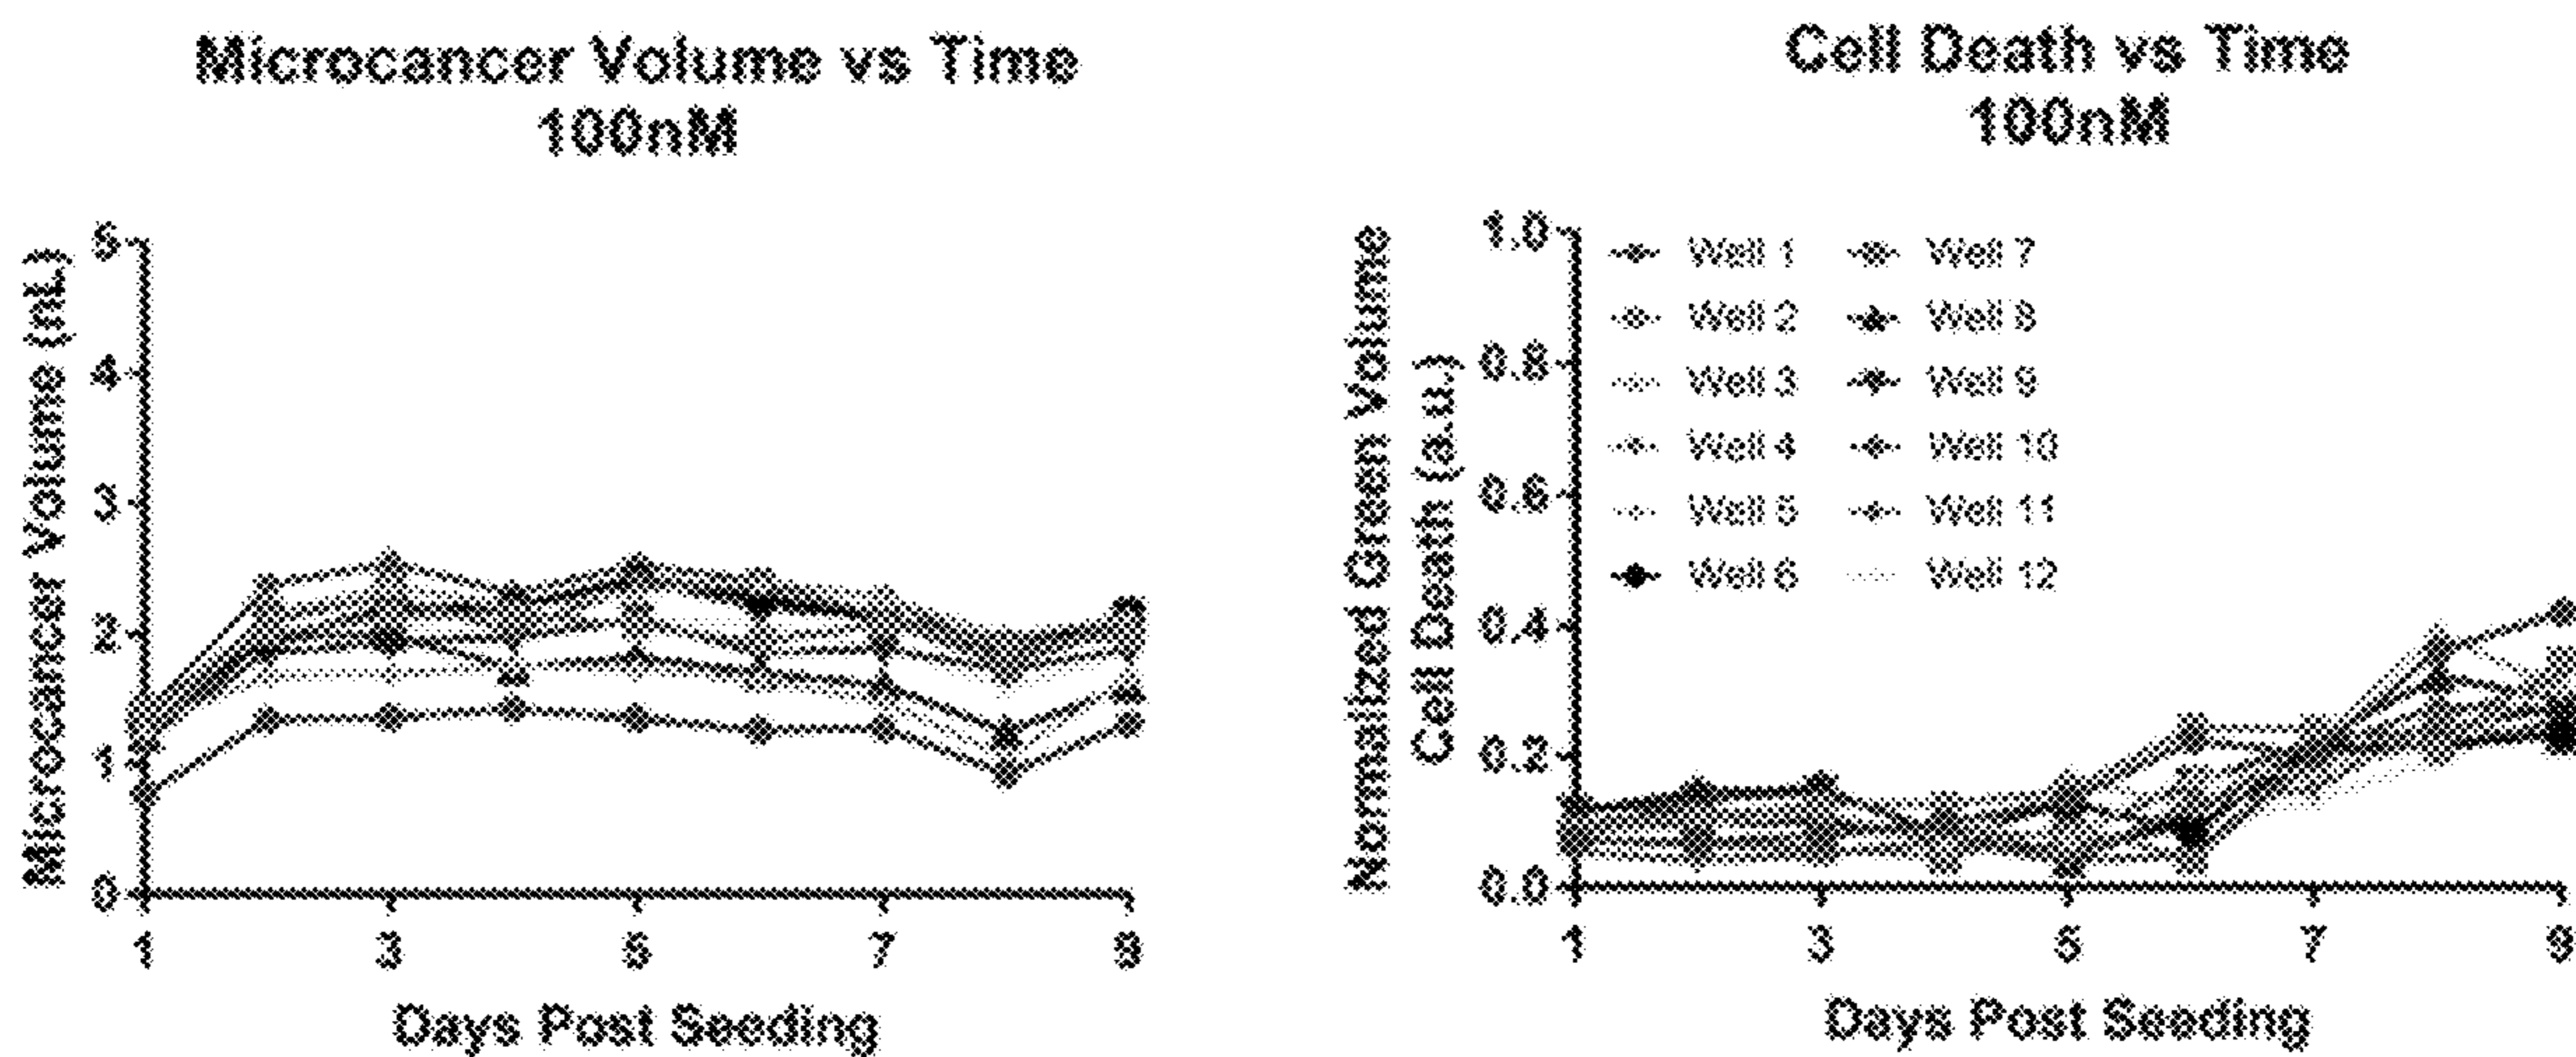 Microcancer Volume vs Time
100nM
Microcancer Volume (nL)
5
4
3
2
1
0
1 3 5 7 9
Days Post Seeding
Cell Death vs Time
100nM
Normalized Green Volume
Cell Death (a.u.)
1.0
0.8
0.6
0.4
0.2
0.0
Well 1 Well 7
Well 2 Well 8
Well 3 Well 9
Well 4 Well 10
Well 5 Well 11
Well 6 Well 12
1 3 5 7 9
Days Post Seeding